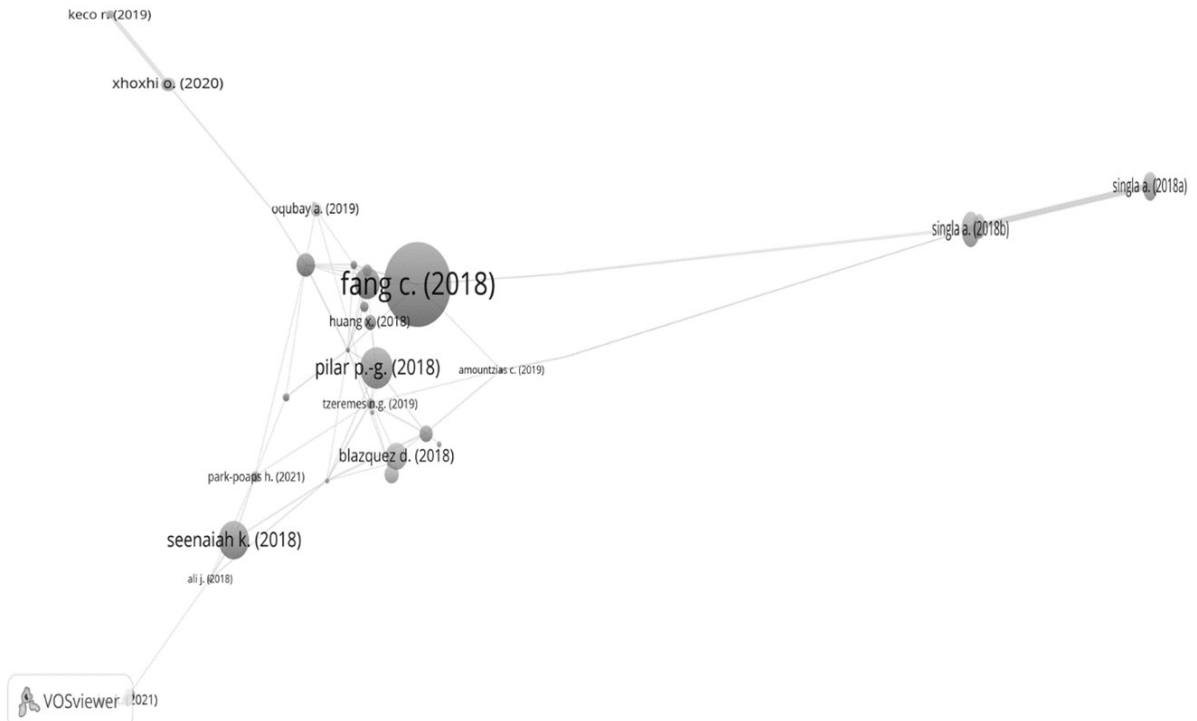 keco r. (2019)
xhoxhi o. (2020)
singla a. (2018a)
oqubay a. (2019)
singla a. (2018b)
fang c. (2018)
huang x. (2018)
pilar p.-g. (2018)
amountzias c. (2019)
tzeremes n.g. (2019)
blazquez d. (2018)
park-poaps h. (2021)
seenaiah k. (2018)
ali j. (2018)
VOSviewer
2021)